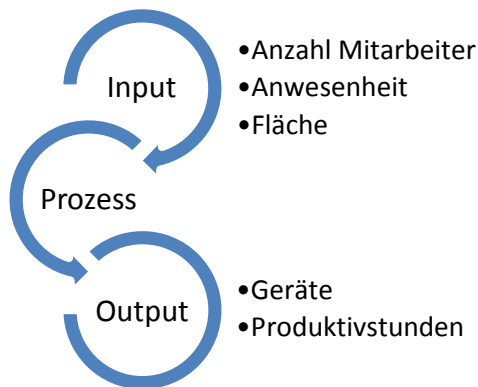 Input
•Anzahl Mitarbeiter
•Anwesenheit
•Fläche
Prozess
Output
•Geräte
•Produktivstunden